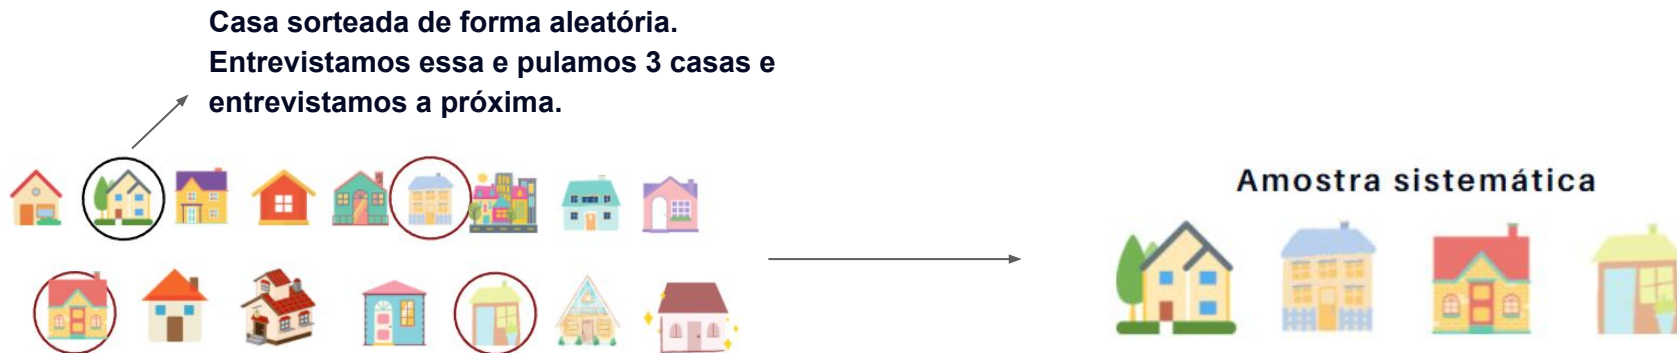 Casa sorteada de forma aleatória.
Entrevistamos essa e pulamos 3 casas e
entrevistamos a próxima.
Amostra sistemática